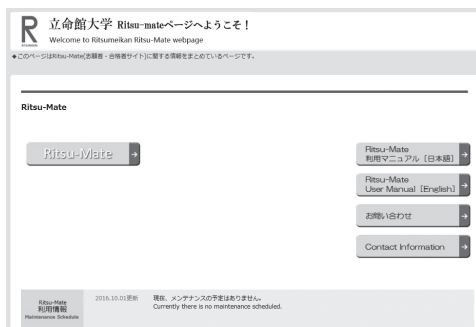 R
RITSUMEIKAN
立命館大学 Ritsu-mateページへようこそ！
Welcome to Ritsumeikan Ritsu-Mate webpage
◆このページはRitsu-Mate(志願者・合格者サイト)に関する情報をまとめているページです。
Ritsu-Mate
Ritsu-Mate
Ritsu-Mate
利用マニュアル［日本語］
Ritsu-Mate
User Manual［English］
お問い合わせ
Contact Information
Ritsu-Mate
利用情報
Maintenance Schedule
2016.10.01更新
現在、メンテナンスの予定はありません。
Currently there is no maintenance scheduled.